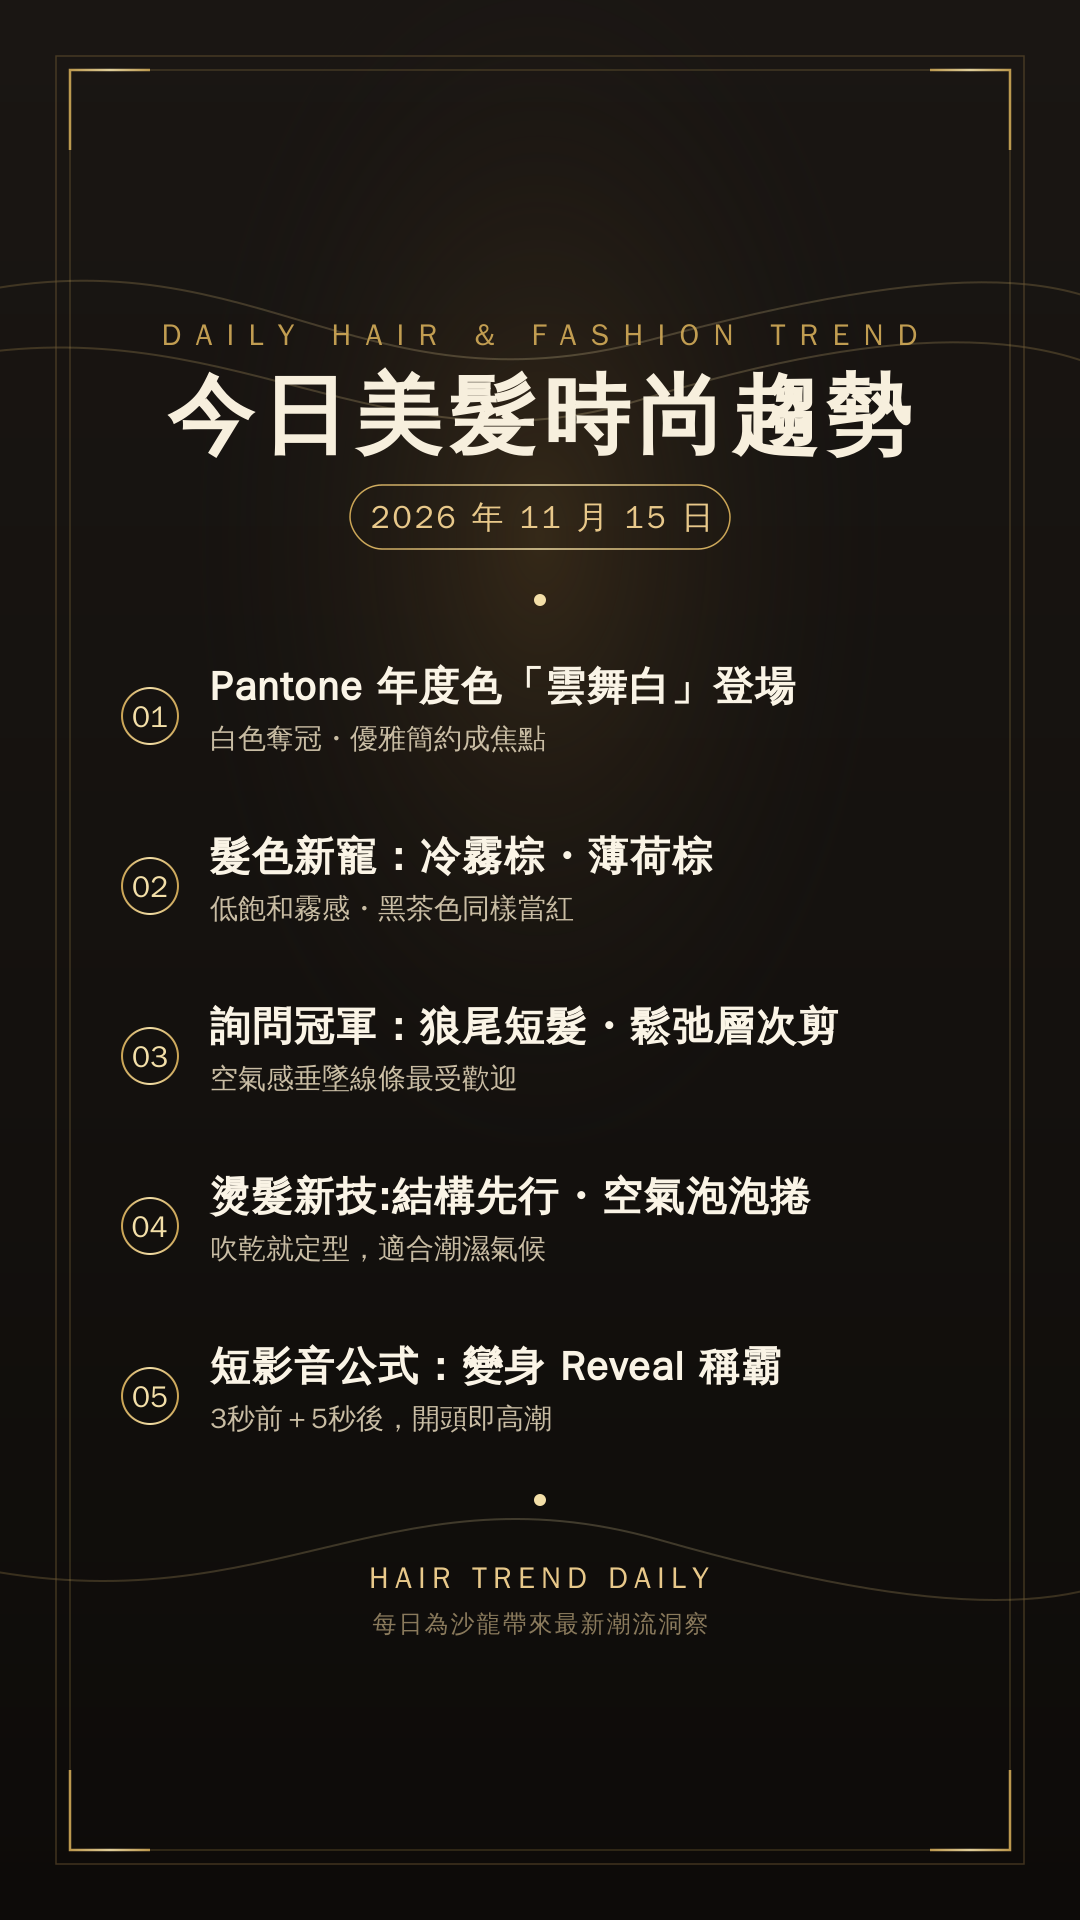 DAILY HAIR & FASHION TREND
今日美髮時尚趨勢
2026 年 11 月 15 日
01
Pantone 年度色「雲舞白」登場
白色奪冠・優雅簡約成焦點
02
髮色新寵：冷霧棕・薄荷棕
低飽和霧感・黑茶色同樣當紅
03
詢問冠軍：狼尾短髮・鬆弛層次剪
空氣感垂墜線條最受歡迎
04
燙髮新技:結構先行・空氣泡泡捲
吹乾就定型，適合潮濕氣候
05
短影音公式：變身 Reveal 稱霸
3秒前＋5秒後，開頭即高潮
HAIR TREND DAILY
每日為沙龍帶來最新潮流洞察